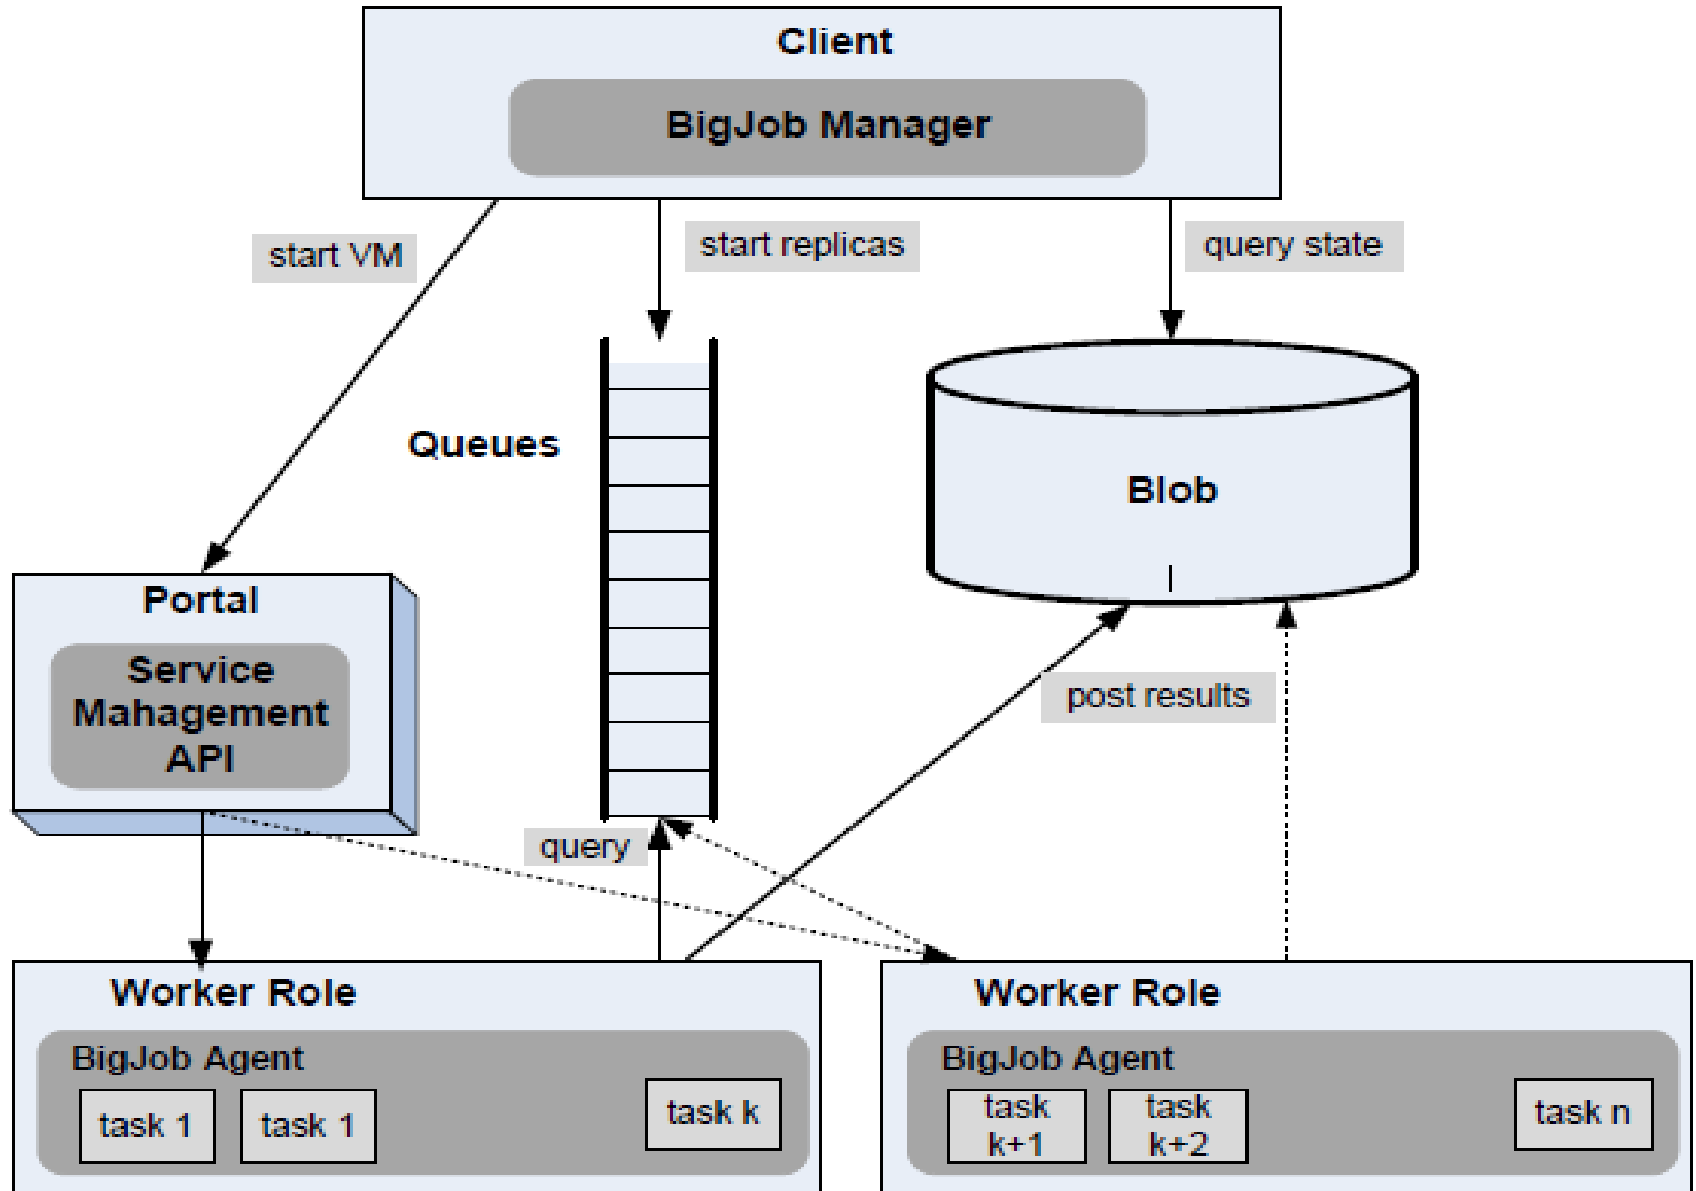 Client
BigJob Manager
start VM
start replicas
query state
Queues
Blob
Portal
Service
Mahagement
API
post results
query
Worker Role
BigJob Agent
task 1
task 1
task k
Worker Role
BigJob Agent
task
k+1
task
k+2
task n